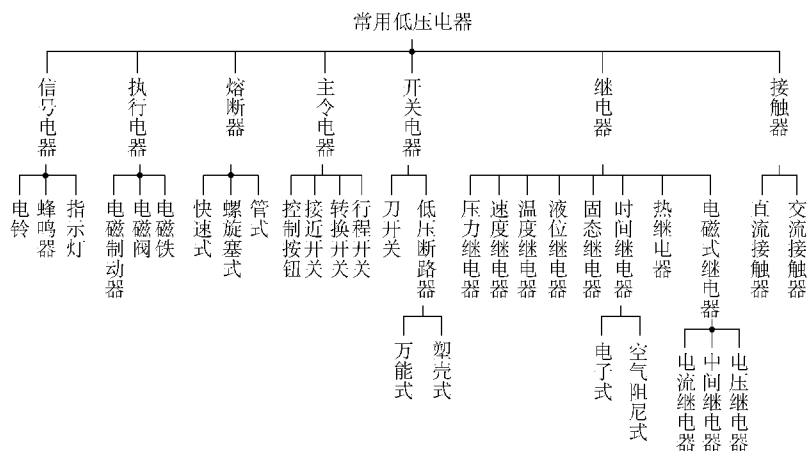 常用低压电器
信号电器
执行电器
熔断器
主令电器
开关电器
继电器
接触器
电铃
蜂鸣器
指示灯
电磁制动器
电磁阀
电磁铁
快速式
螺旋塞式
管式
控制按钮
接近开关
转换开关
行程开关
刀开关
低压断路器
压力继电器
速度继电器
温度继电器
液位继电器
固态继电器
时间继电器
热继电器
电磁式继电器
直流接触器
交流接触器
万能式
塑壳式
电子式
空气阻尼式
电流继电器
中间继电器
电压继电器